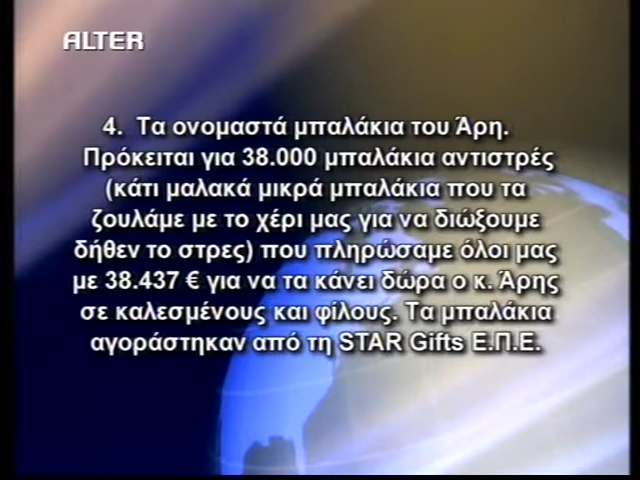 ALTER
4. Τα ονομαστά μπαλάκια του Άρη.
Πρόκειται για 38.000 μπαλάκια αντιστρές
(κάτι μαλακά μικρά μπαλάκια που τα
ζουλάμε με το χέρι μας για να διώξουμε
δήθεν το στρες) που πληρώσαμε όλοι μας
με 38.437 € για να τα κάνει δώρα ο κ. Άρης
σε καλεσμένους και φίλους. Τα μπαλάκια
αγοράστηκαν από τη STAR Gifts Ε.Π.Ε.